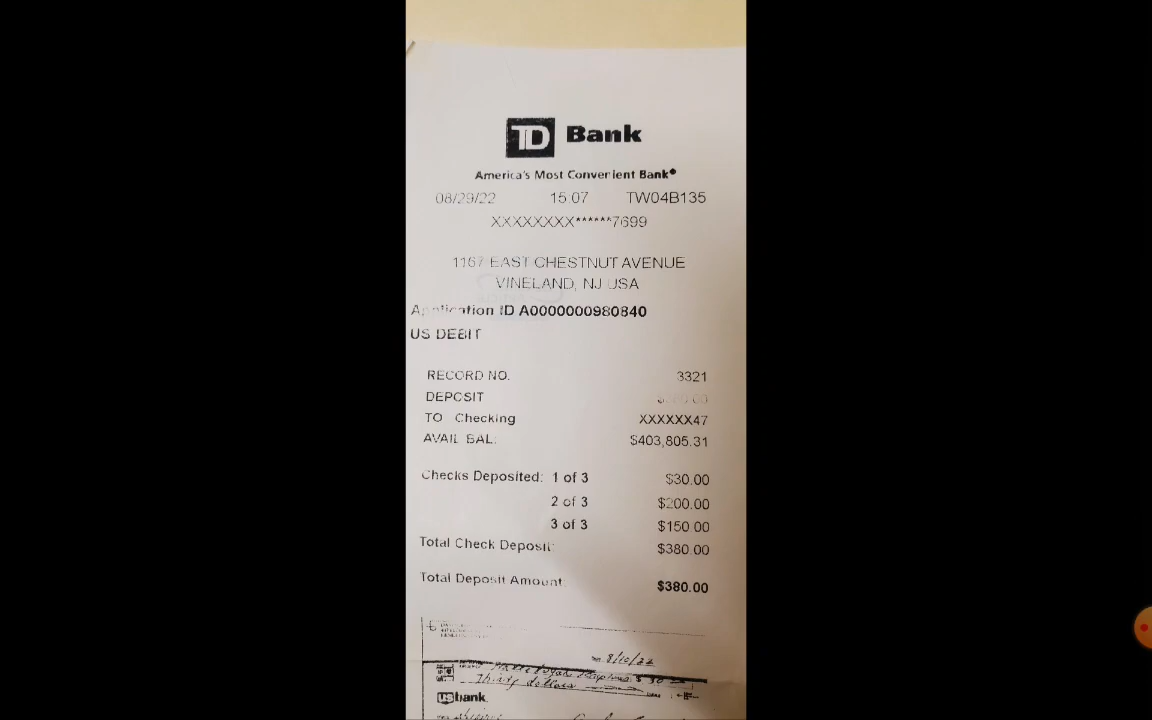 TD Bank
America's Most Convenient Bank®
08/29/22 15:07 TW04B135
XXXXXXXX******7699
1167 EAST CHESTNUT AVENUE
VINELAND, NJ USA
Application ID A0000000980840
US DEBIT
RECORD NO. 3321
DEPOSIT
TO Checking XXXXXX47
AVAIL BAL: $403,805.31
Checks Deposited: 1 of 3 $30.00
2 of 3 $200.00
3 of 3 $150.00
Total Check Deposit: $380.00
Total Deposit Amount: $380.00
8/10/22
$ 30
Thirty dollars
usbank